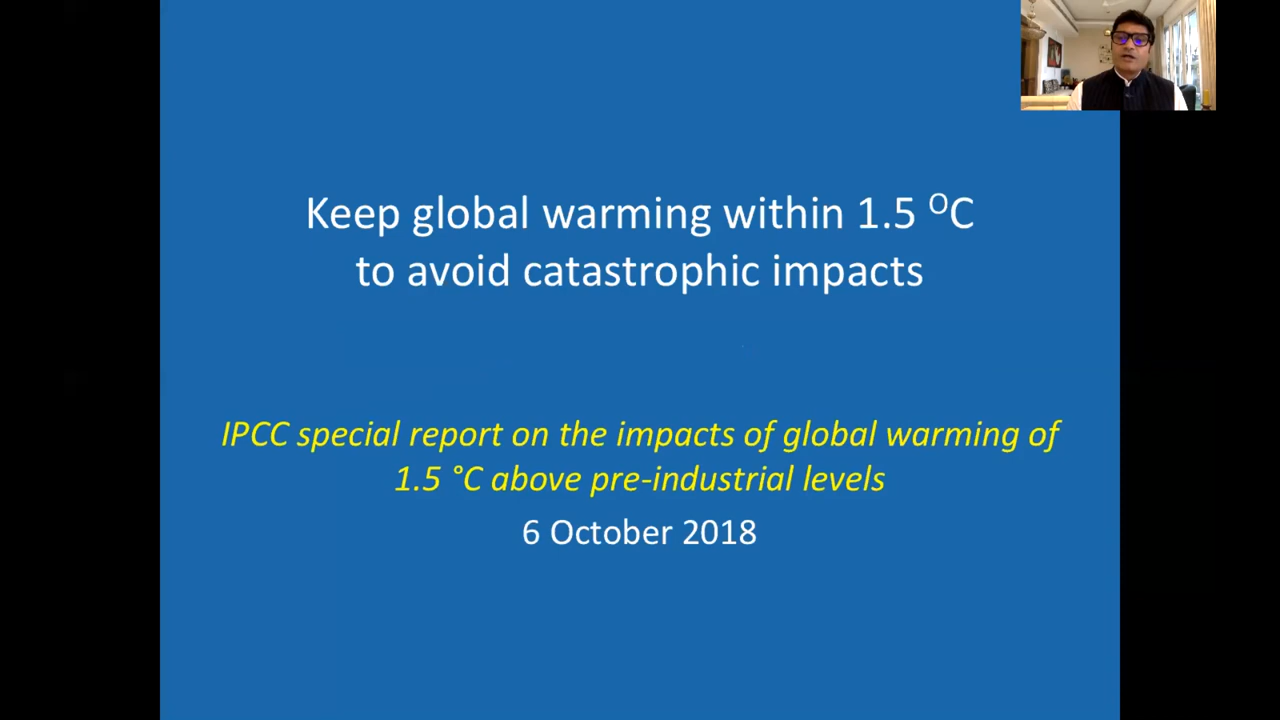 Keep global warming within 1.5 ᴼC
to avoid catastrophic impacts
IPCC special report on the impacts of global warming of
1.5 °C above pre-industrial levels
6 October 2018